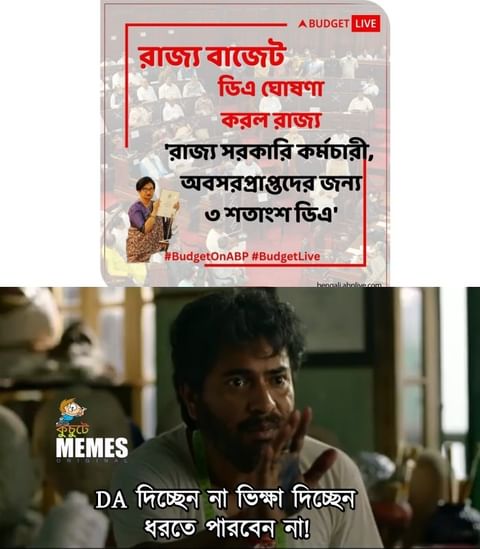 BUDGET LIVE
রাজ্য বাজেট
ডিএ ঘোষণা
করল রাজ্য
'রাজ্য সরকারি কর্মচারী,
অবসরপ্রাপ্তদের জন্য
৩ শতাংশ ডিএ'
#BudgetOnABP #BudgetLive
bengali.abplive.com
কুচুটে
MEMES
ORIGINAL
DA দিচ্ছেন না ভিক্ষা দিচ্ছেন
ধরতে পারবেন না!